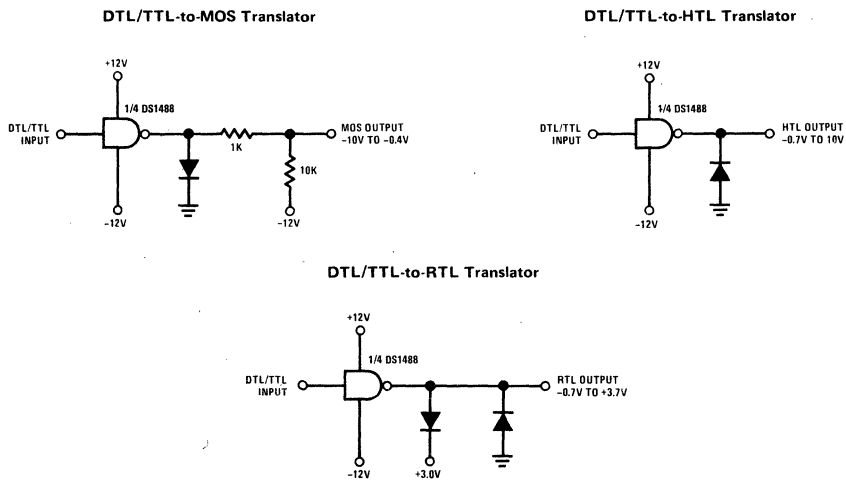 DTL/TTL-to-MOS Translator
+12V
1/4 DS1488
DTL/TTL
INPUT
1K
MOS OUTPUT
–10V TO –0.4V
10K
–12V
–12V
DTL/TTL-to-HTL Translator
+12V
1/4 DS1488
DTL/TTL
INPUT
HTL OUTPUT
–0.7V TO 10V
–12V
DTL/TTL-to-RTL Translator
+12V
1/4 DS1488
DTL/TTL
INPUT
RTL OUTPUT
–0.7V TO +3.7V
–12V
+3.0V